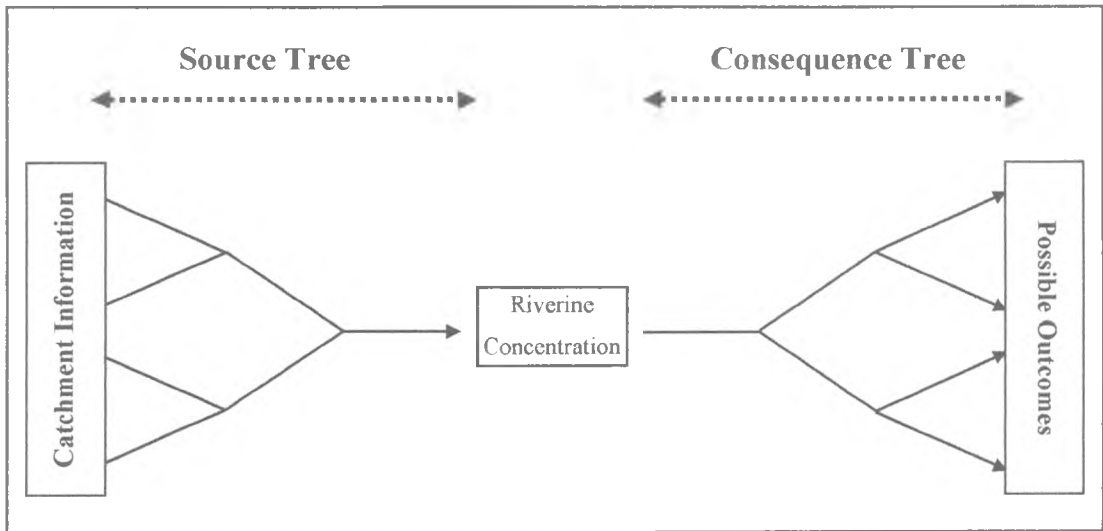 Source Tree
Consequence Tree
Catchment Information
Riverine
Concentration
Possible Outcomes